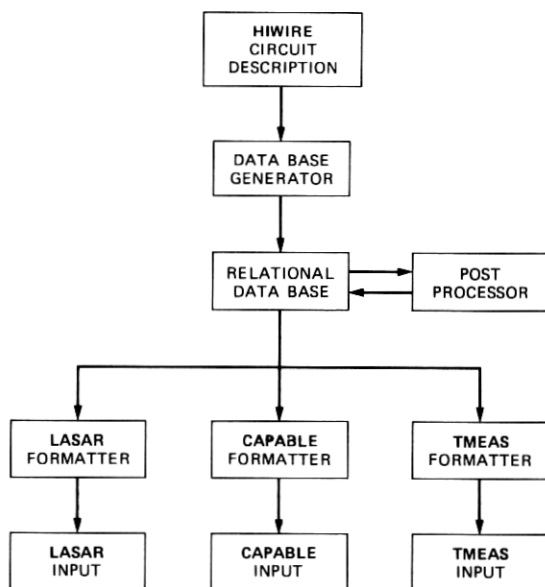 HIWIRE
CIRCUIT
DESCRIPTION
DATA BASE
GENERATOR
RELATIONAL
DATA BASE
POST
PROCESSOR
LASAR
FORMATTER
CAPABLE
FORMATTER
TMEAS
FORMATTER
LASAR
INPUT
CAPABLE
INPUT
TMEAS
INPUT